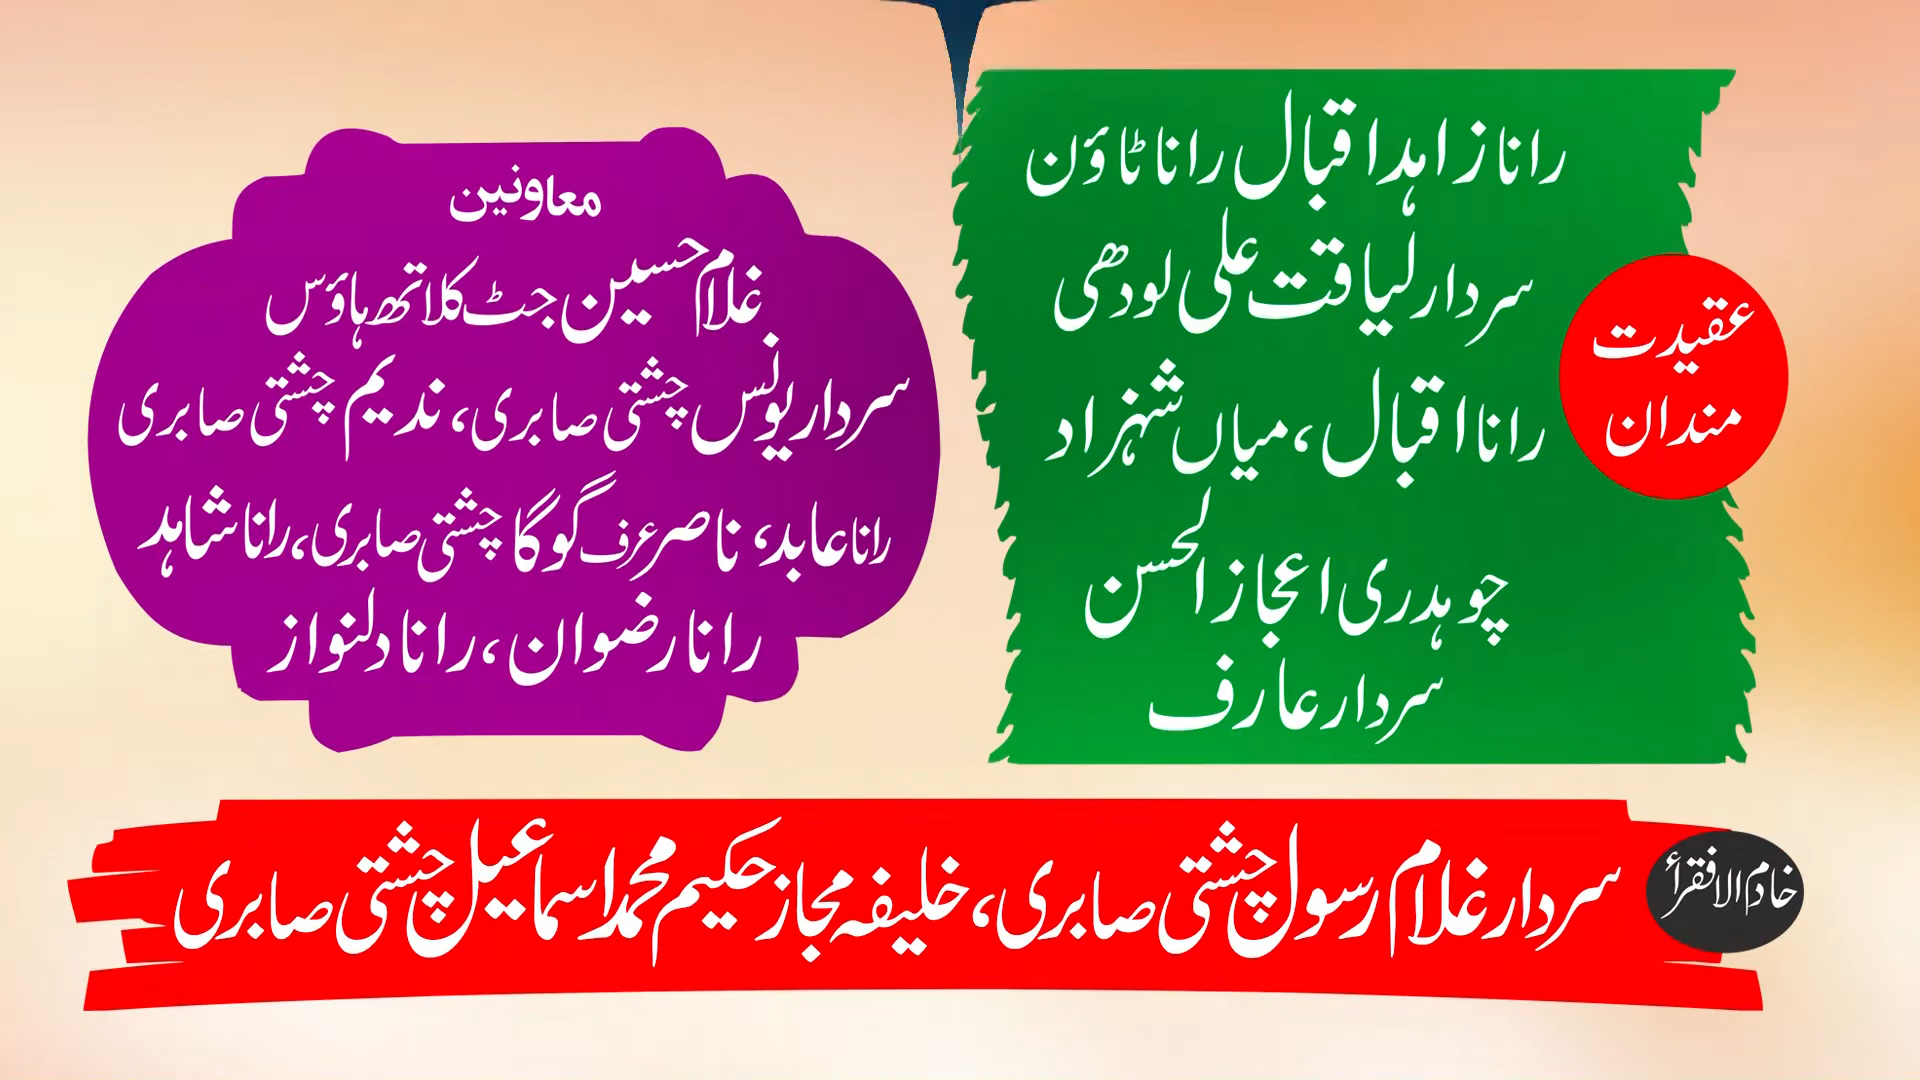 عقیدت
منداں
رانا زاہد اقبال رانا ٹاؤن
سردار لیاقت علی لودھی
رانا اقبال، میاں شہزاد
چوہدری اعجاز الحسن
سردار عارف
معاونین
غلام حسین جٹ کلاتھ ہاؤس
سردار یونس چشتی صابری، ندیم چشتی صابری
رانا عابد، ناصر عرف گوگا چشتی صابری، رانا شاہد
رانا رضوان، رانا دلنواز
خادم الافقرأ
سردار غلام رسول چشتی صابری، خلیفہ مجاز حکیم محمد اسماعیل چشتی صابری